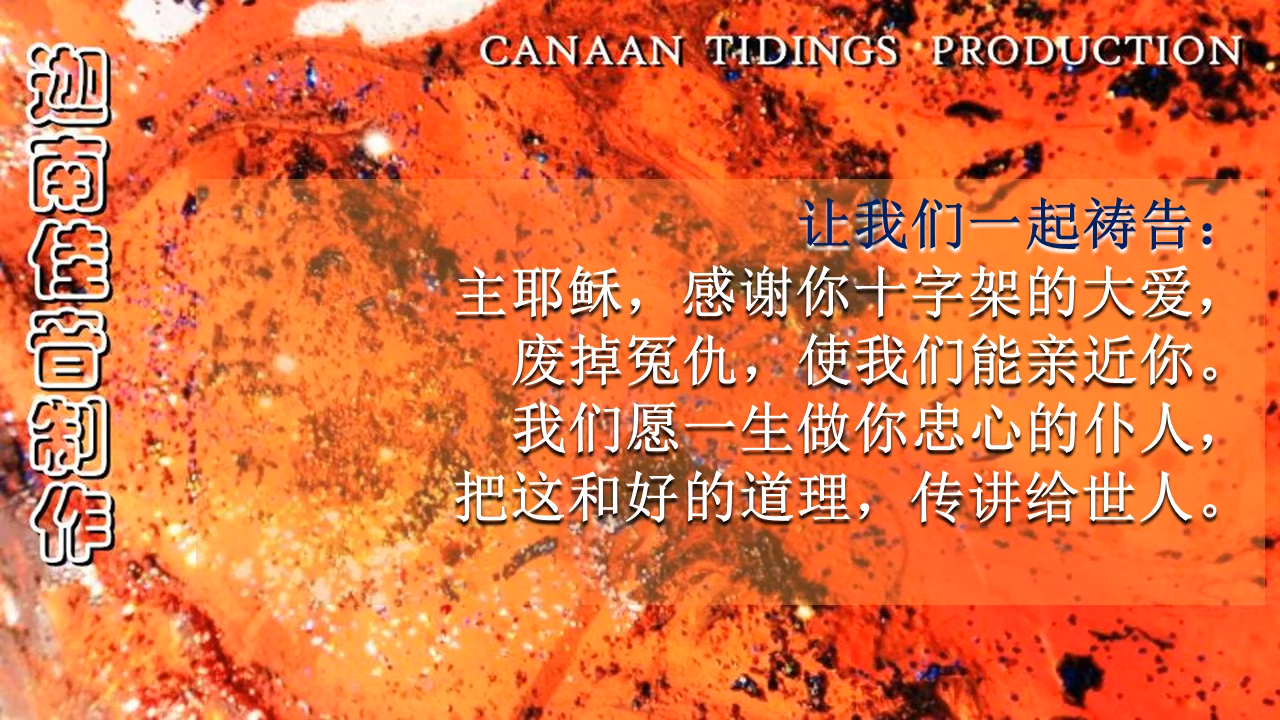 CANAAN TIDINGS PRODUCTION
迦南佳音制作
让我们一起祷告：
主耶稣，感谢你十字架的大爱，
废掉冤仇，使我们能亲近你。
我们愿一生做你忠心的仆人，
把这和好的道理，传讲给世人。